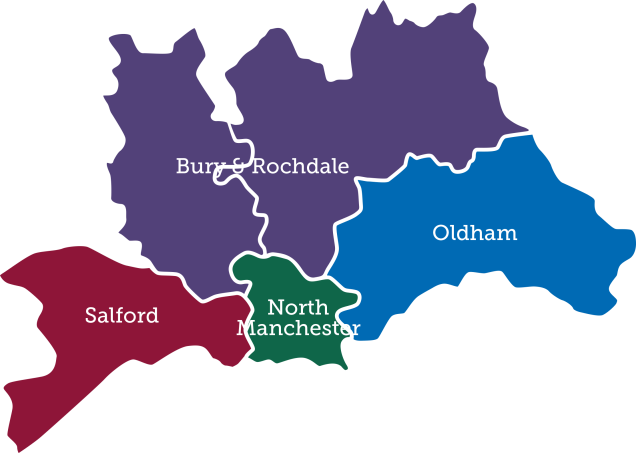 Bury & Rochdale
Oldham
Salford
North
Manchester